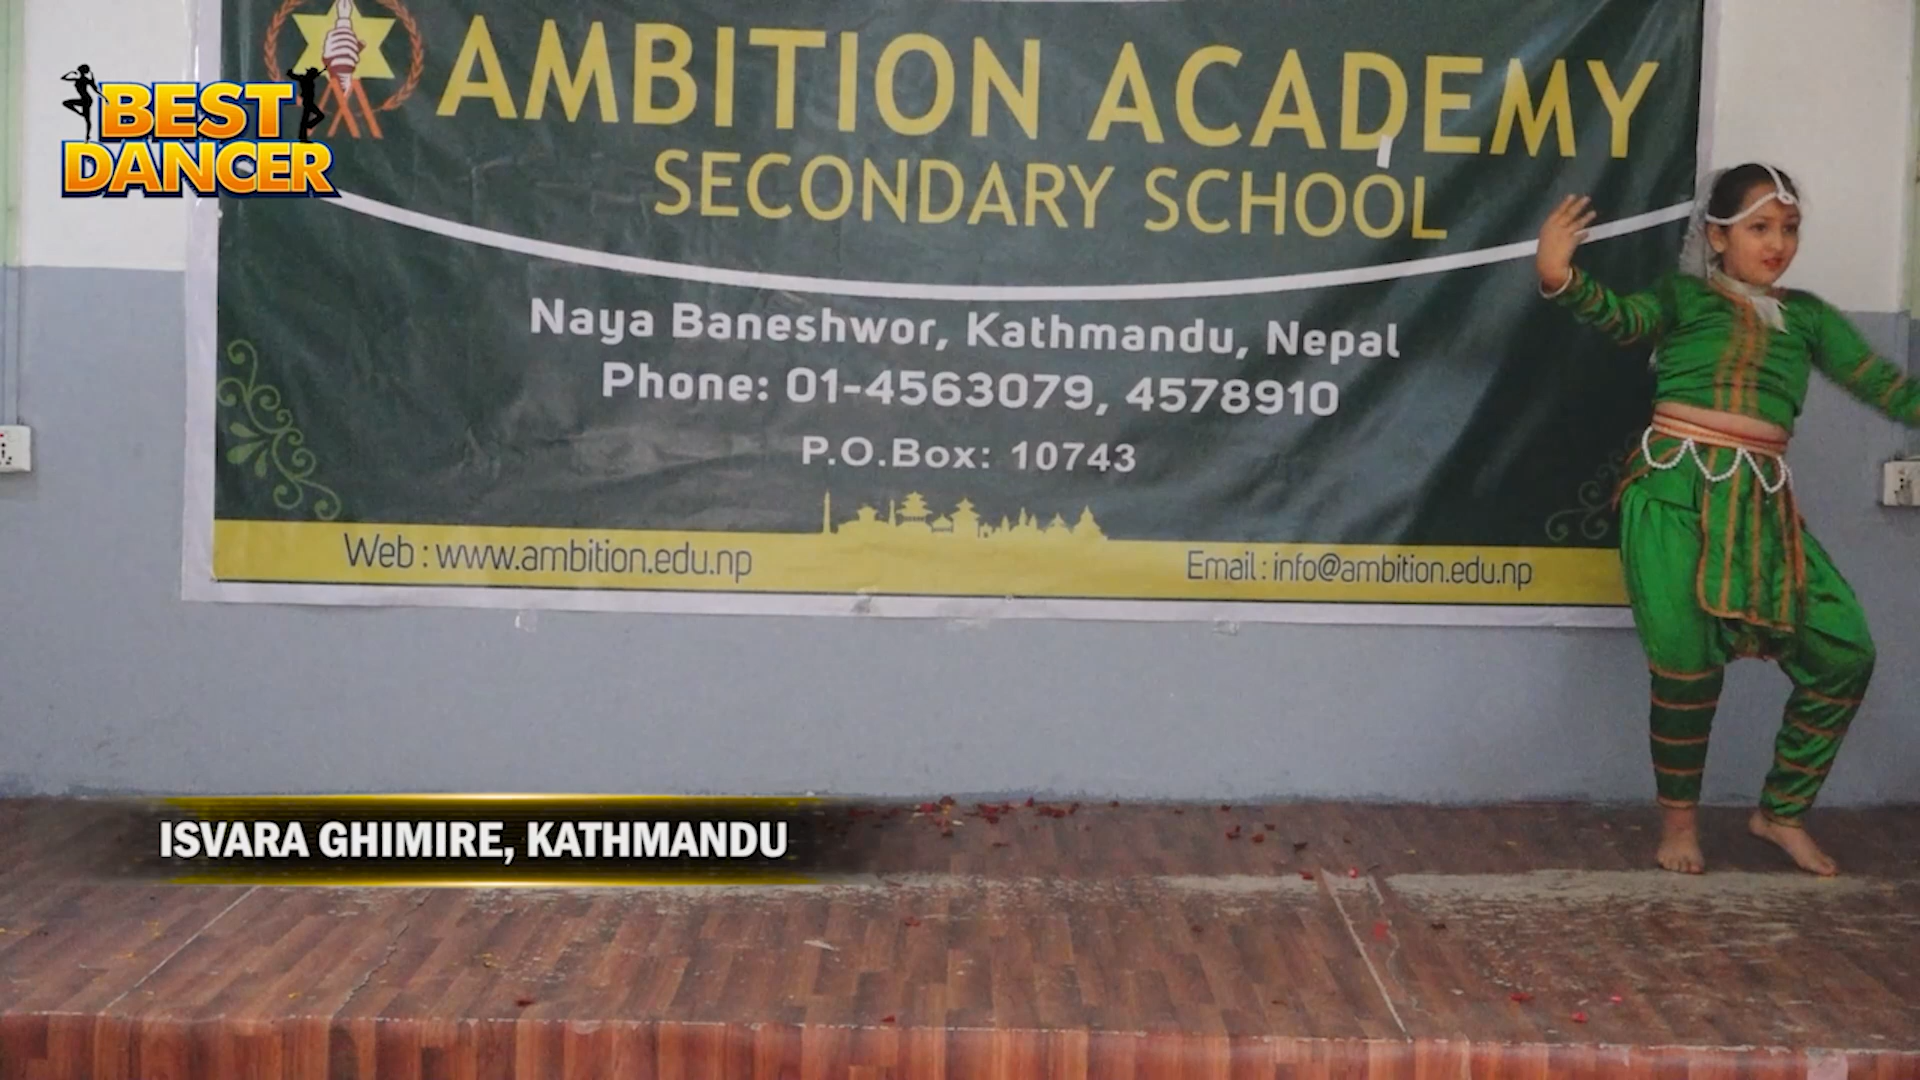 BEST
DANCER
AMBITION ACADEMY
SECONDARY SCHOOL
Naya Baneshwor, Kathmandu, Nepal
Phone: 01-4563079, 4578910
P.O.Box: 10743
Web : www.ambition.edu.np
Email : info@ambition.edu.np
ISVARA GHIMIRE, KATHMANDU